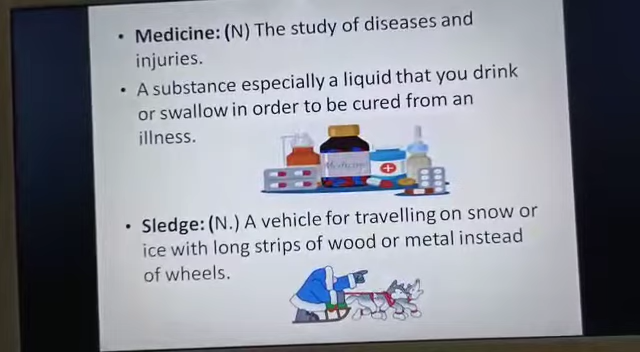 • Medicine: (N) The study of diseases and
injuries.
• A substance especially a liquid that you drink
or swallow in order to be cured from an
illness.
Medicine
• Sledge: (N.) A vehicle for travelling on snow or
ice with long strips of wood or metal instead
of wheels.